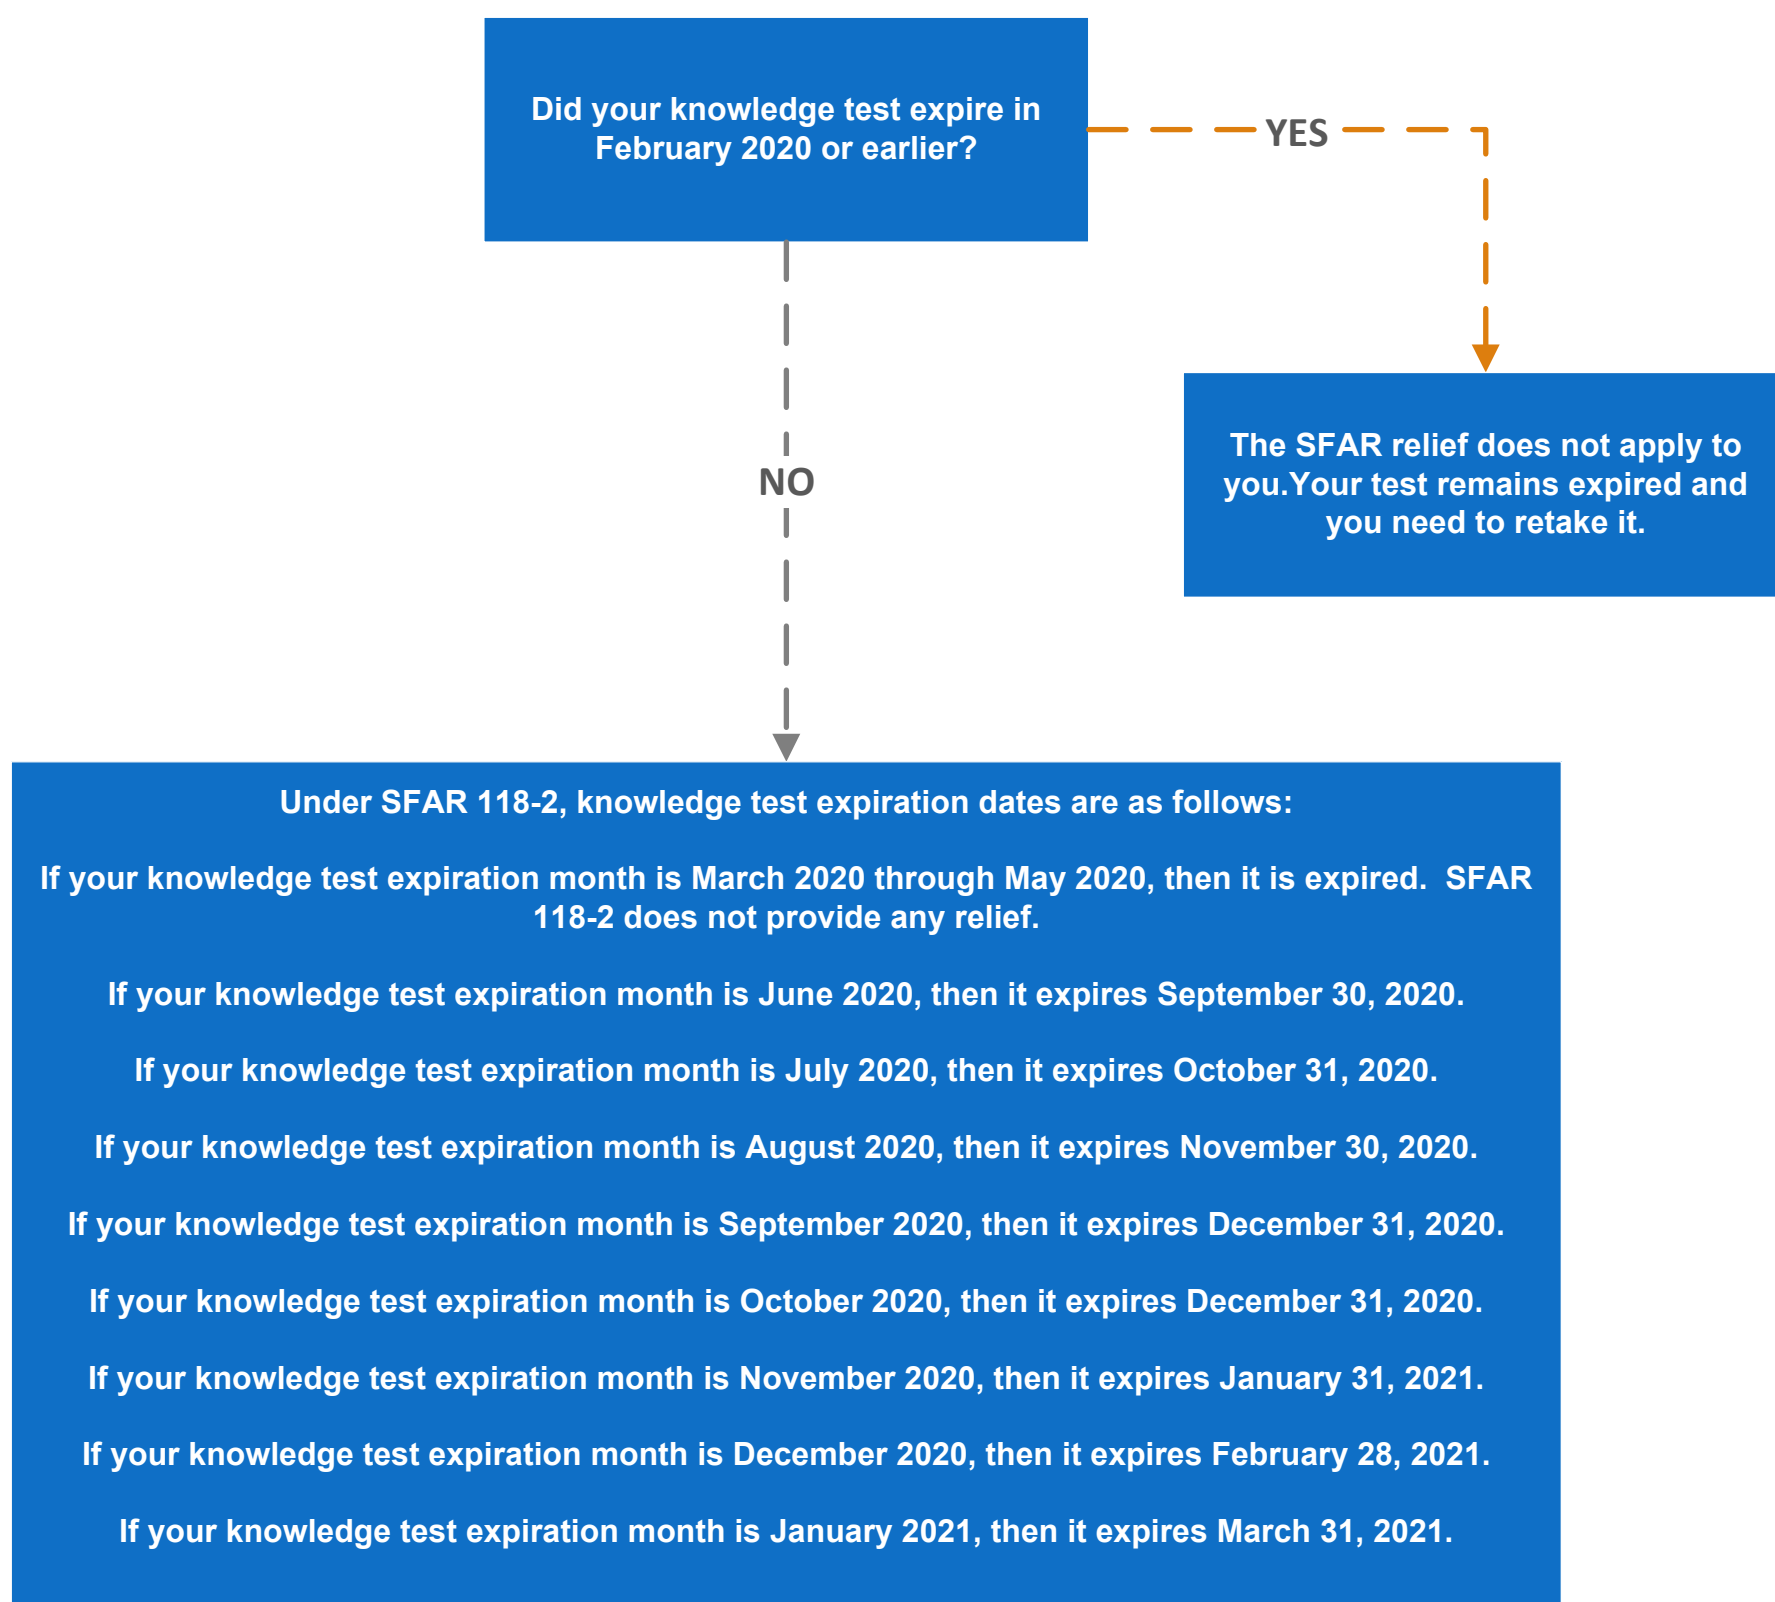 Did your knowledge test expire in
February 2020 or earlier?
YES
The SFAR relief does not apply to
you.Your test remains expired and
you need to retake it.
NO
Under SFAR 118-2, knowledge test expiration dates are as follows:
If your knowledge test expiration month is March 2020 through May 2020, then it is expired.  SFAR
118-2 does not provide any relief.
If your knowledge test expiration month is June 2020, then it expires September 30, 2020.
If your knowledge test expiration month is July 2020, then it expires October 31, 2020.
If your knowledge test expiration month is August 2020, then it expires November 30, 2020.
If your knowledge test expiration month is September 2020, then it expires December 31, 2020.
If your knowledge test expiration month is October 2020, then it expires December 31, 2020.
If your knowledge test expiration month is November 2020, then it expires January 31, 2021.
If your knowledge test expiration month is December 2020, then it expires February 28, 2021.
If your knowledge test expiration month is January 2021, then it expires March 31, 2021.